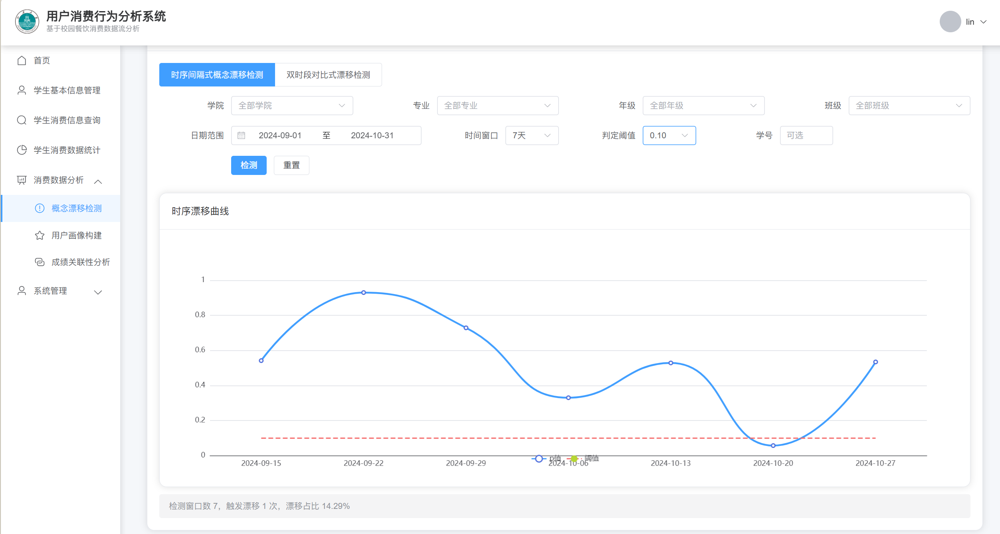 用户消费行为分析系统
基于校园餐饮消费数据流分析
lin
首页
学生基本信息管理
学生消费信息查询
学生消费数据统计
消费数据分析
概念漂移检测
用户画像构建
成绩关联性分析
系统管理
时序间隔式概念漂移检测 双时段对比式漂移检测
学院 全部学院 专业 全部专业 年级 全部年级 班级 全部班级
日期范围 2024-09-01 至 2024-10-31 时间窗口 7天 判定阈值 0.10 学号 可选
检测 重置
时序漂移曲线
1
0.8
0.6
0.4
0.2
0
p值 阈值
2024-09-15 2024-09-22 2024-09-29 2024-10-06 2024-10-13 2024-10-20 2024-10-27
检测窗口数 7，触发漂移 1 次，漂移占比 14.29%